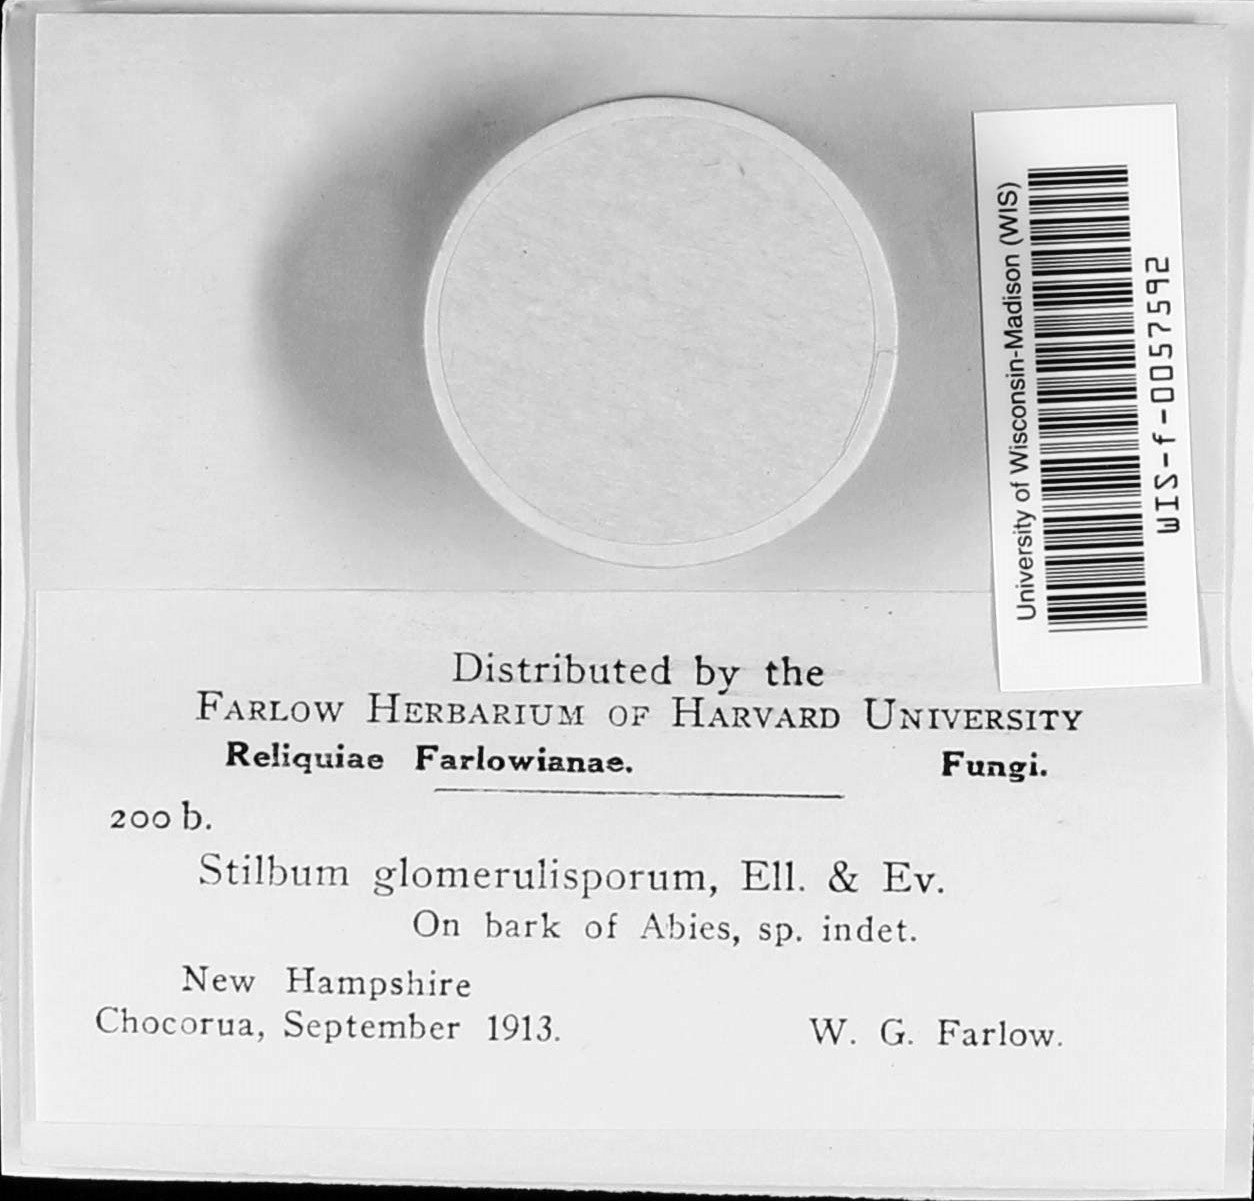 University of Wisconsin-Madison (WIS)
WIS-f-0057592
Distributed by the
FARLOW HERBARIUM OF HARVARD UNIVERSITY
Reliquiae Farlowianae. Fungi.
200 b.
Stilbum glomerulisporum, Ell. & Ev.
On bark of Abies, sp. indet.
New Hampshire
Chocorua, September 1913. W. G. Farlow.